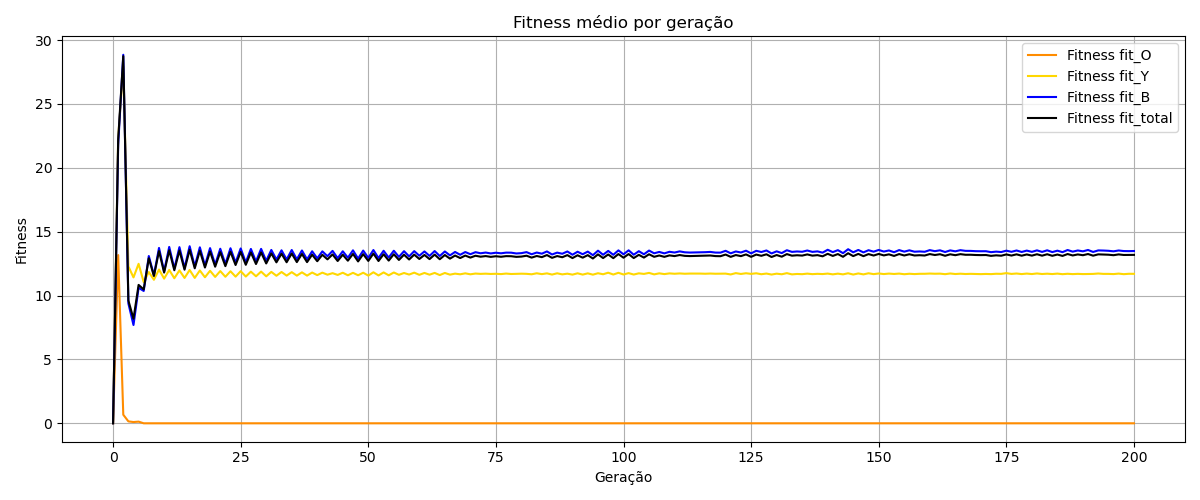 Fitness médio por geração
30
25
20
15
10
5
0
Fitness
Fitness fit_O
Fitness fit_Y
Fitness fit_B
Fitness fit_total
0 25 50 75 100 125 150 175 200
Geração